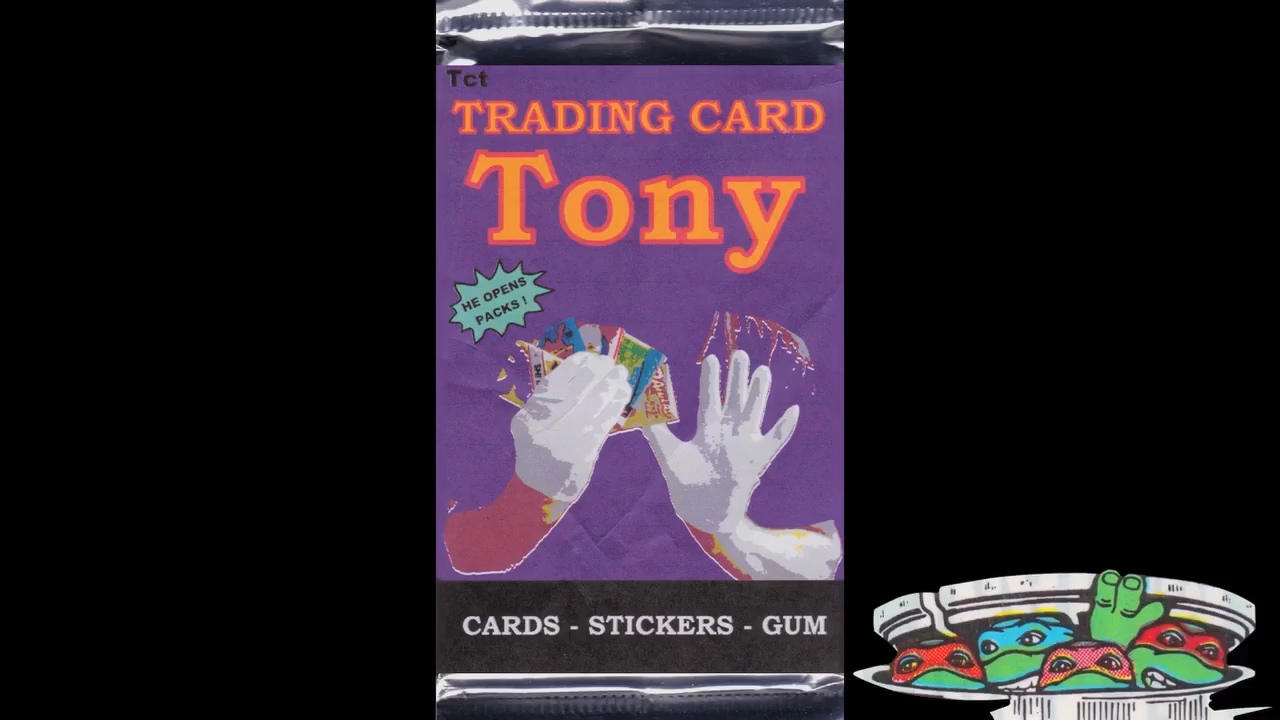 Tct
TRADING CARD
Tony
HE OPENS
PACKS !
CARDS - STICKERS - GUM